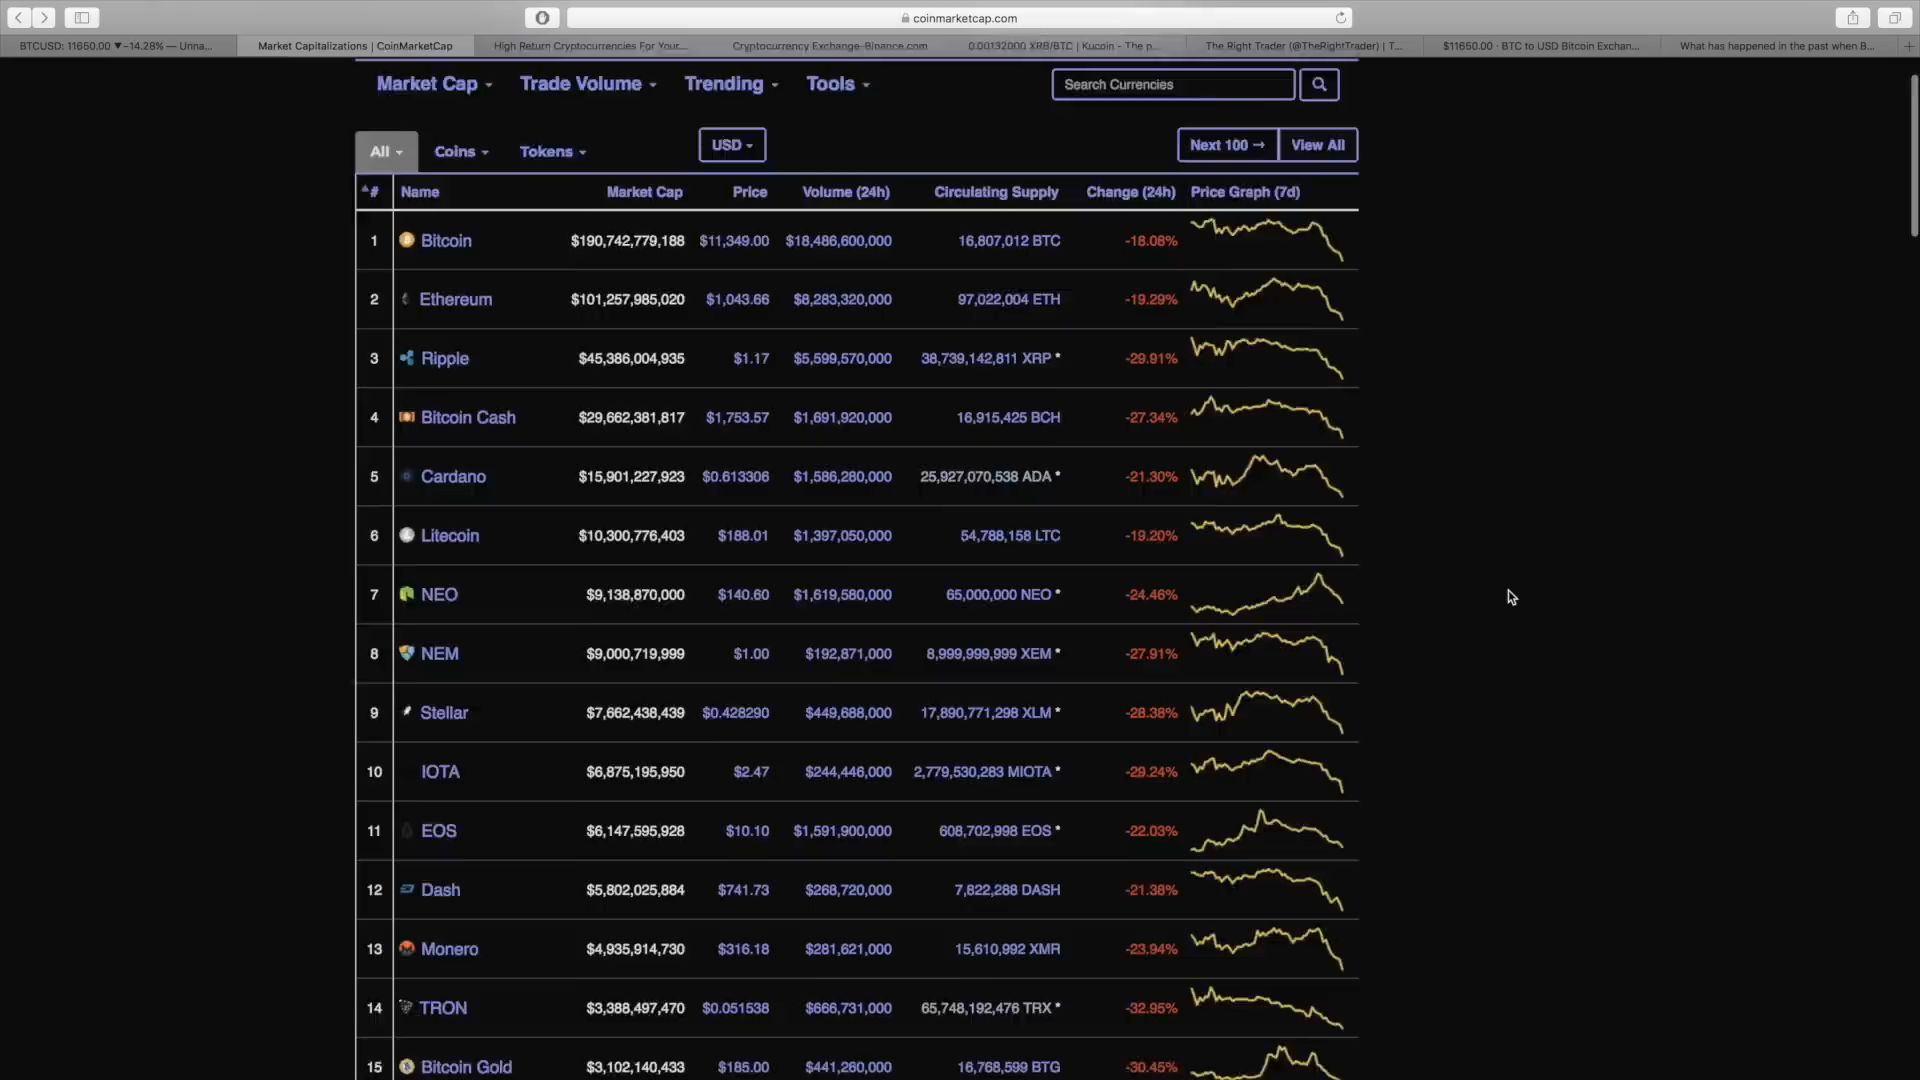 coinmarketcap.com
BTCUSD: 11650.00 ▼-14.28% — Unna...
Market Capitalizations | CoinMarketCap
High Return Cryptocurrencies For Your...
Cryptocurrency Exchange-Binance.com
0.00132000 XRB/BTC | Kucoin - The p...
The Right Trader (@TheRightTrader) | T...
$11650.00 · BTC to USD Bitcoin Exchan...
What has happened in the past when B...
Market Cap Trade Volume Trending Tools Search Currencies
All Coins Tokens USD Next 100 → View All
# Name Market Cap Price Volume (24h) Circulating Supply Change (24h) Price Graph (7d)
1 Bitcoin $190,742,779,188 $11,349.00 $18,486,600,000 16,807,012 BTC -18.08%
2 Ethereum $101,257,985,020 $1,043.66 $8,283,320,000 97,022,004 ETH -19.29%
3 Ripple $45,386,004,935 $1.17 $5,599,570,000 38,739,142,811 XRP * -29.91%
4 Bitcoin Cash $29,662,381,817 $1,753.57 $1,691,920,000 16,915,425 BCH -27.34%
5 Cardano $15,901,227,923 $0.613306 $1,586,280,000 25,927,070,538 ADA * -21.30%
6 Litecoin $10,300,776,403 $188.01 $1,397,050,000 54,788,158 LTC -19.20%
7 NEO $9,138,870,000 $140.60 $1,619,580,000 65,000,000 NEO * -24.46%
8 NEM $9,000,719,999 $1.00 $192,871,000 8,999,999,999 XEM * -27.91%
9 Stellar $7,662,438,439 $0.428290 $449,688,000 17,890,771,298 XLM * -28.38%
10 IOTA $6,875,195,950 $2.47 $244,446,000 2,779,530,283 MIOTA * -29.24%
11 EOS $6,147,595,928 $10.10 $1,591,900,000 608,702,998 EOS * -22.03%
12 Dash $5,802,025,884 $741.73 $268,720,000 7,822,288 DASH -21.38%
13 Monero $4,935,914,730 $316.18 $281,621,000 15,610,992 XMR -23.94%
14 TRON $3,388,497,470 $0.051538 $666,731,000 65,748,192,476 TRX * -32.95%
15 Bitcoin Gold $3,102,140,433 $185.00 $441,260,000 16,768,599 BTG -30.45%